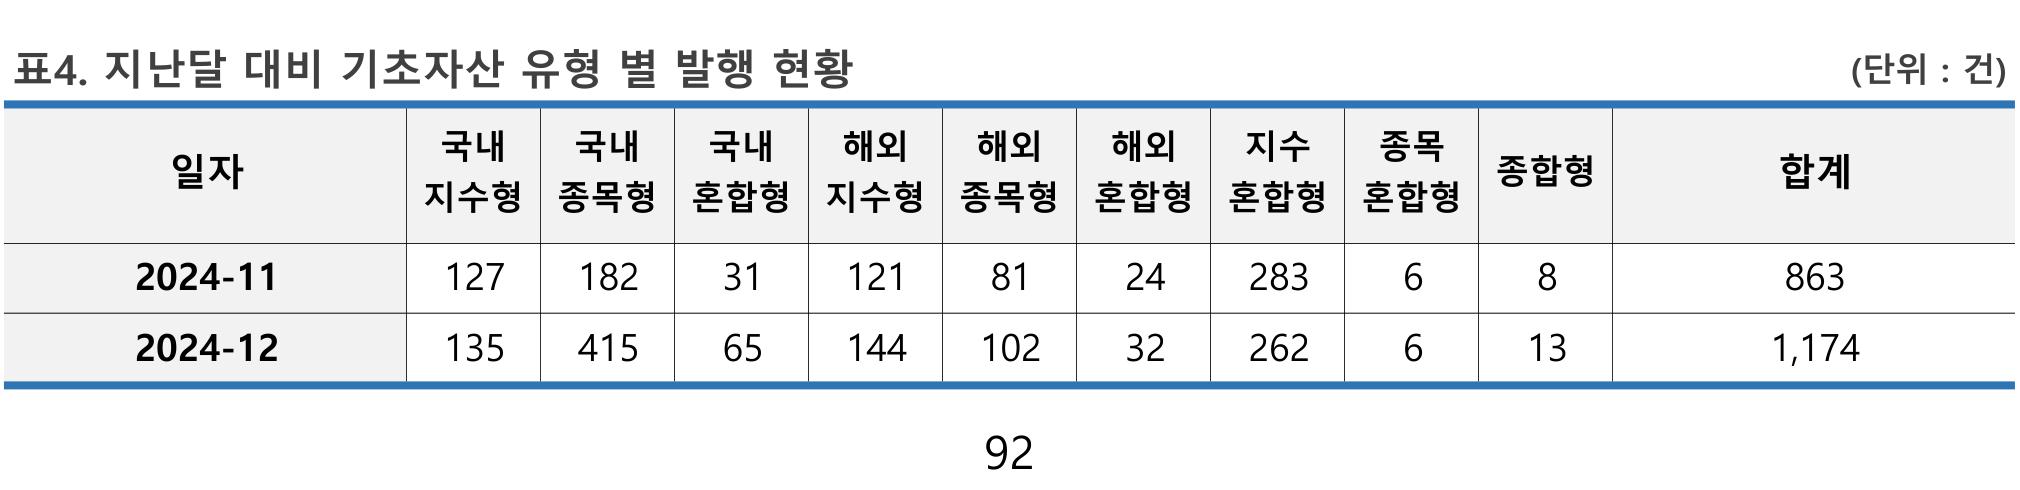 표4. 지난달 대비 기초자산 유형 별 발행 현황 (단위 : 건)
일자 국내 지수형 국내 종목형 국내 혼합형 해외 지수형 해외 종목형 해외 혼합형 지수 혼합형 종목 혼합형 종합형 합계
2024-11 127 182 31 121 81 24 283 6 8 863
2024-12 135 415 65 144 102 32 262 6 13 1,174
92